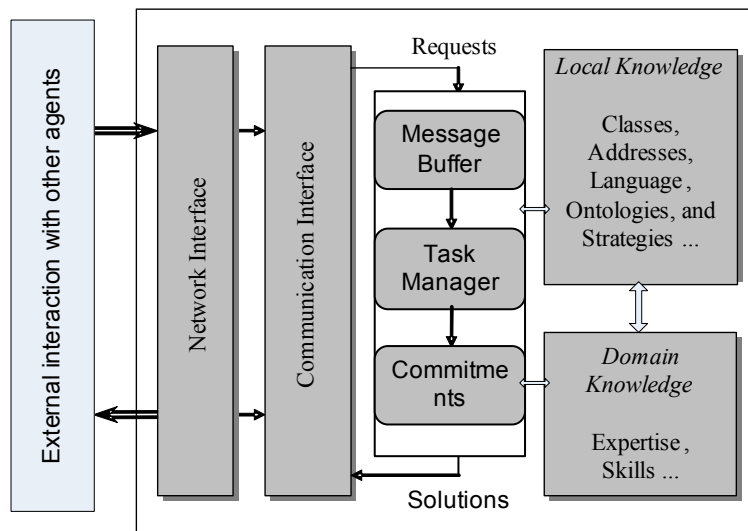 External interaction with other agents
Network Interface
Communication Interface
Requests
Message
Buffer
Task
Manager
Commitme
nts
Solutions
Local Knowledge
Classes,
Addresses,
Language ,
Ontologies, and
Strategies ...
Domain
Knowledge
Expertise ,
Skills ...